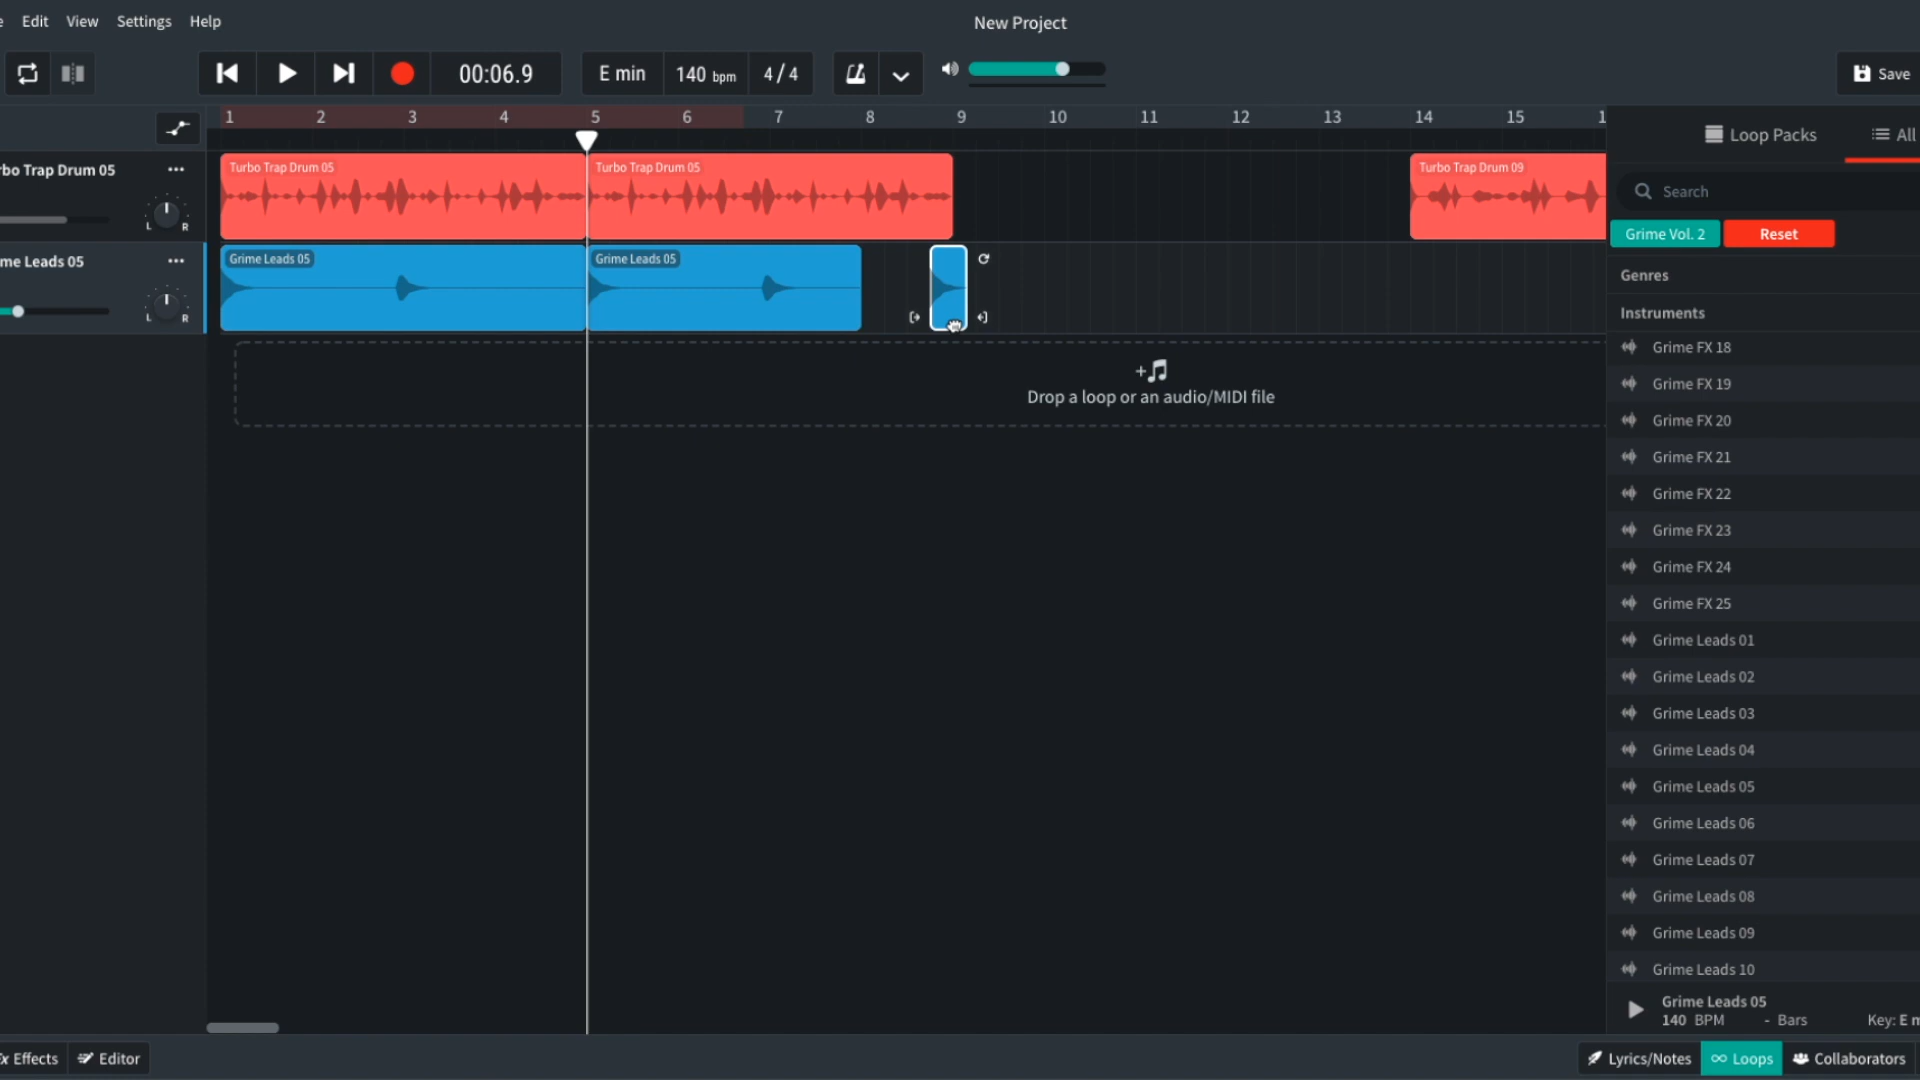 Edit View Settings Help
New Project
00:06.9
E min
140 bpm
4/4
Save
1 2 3 4 5 6 7 8 9 10 11 12 13 14 15
Loop Packs
All
rbo Trap Drum 05
L R
Turbo Trap Drum 05
Turbo Trap Drum 05
Turbo Trap Drum 09
Search
Grime Vol. 2
Reset
me Leads 05
L R
Grime Leads 05
Grime Leads 05
Genres
Instruments
Drop a loop or an audio/MIDI file
Grime FX 18
Grime FX 19
Grime FX 20
Grime FX 21
Grime FX 22
Grime FX 23
Grime FX 24
Grime FX 25
Grime Leads 01
Grime Leads 02
Grime Leads 03
Grime Leads 04
Grime Leads 05
Grime Leads 06
Grime Leads 07
Grime Leads 08
Grime Leads 09
Grime Leads 10
Grime Leads 05
140 BPM - Bars Key: E m
Effects
Editor
Lyrics/Notes
Loops
Collaborators